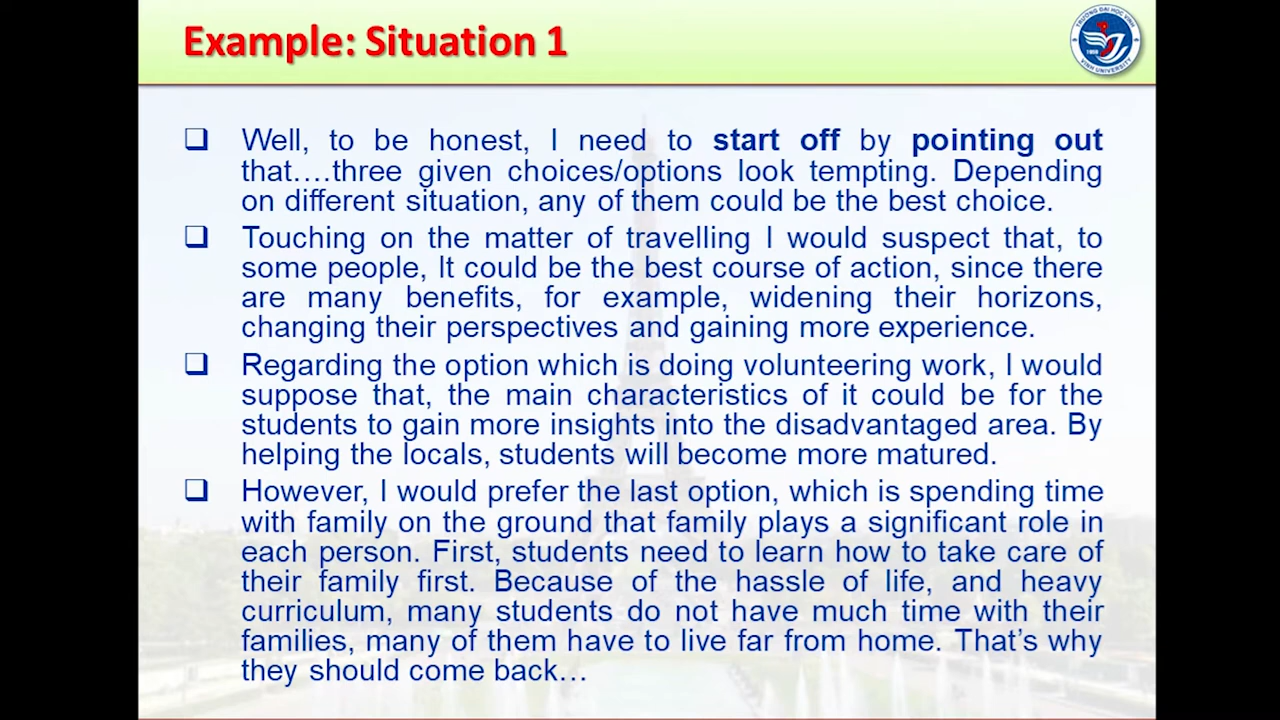 Example: Situation 1
TRƯỜNG ĐẠI HỌC VINH
1959
VINH UNIVERSITY
Well, to be honest, I need to start off by pointing out
that….three given choices/options look tempting. Depending
on different situation, any of them could be the best choice.
Touching on the matter of travelling I would suspect that, to
some people, It could be the best course of action, since there
are many benefits, for example, widening their horizons,
changing their perspectives and gaining more experience.
Regarding the option which is doing volunteering work, I would
suppose that, the main characteristics of it could be for the
students to gain more insights into the disadvantaged area. By
helping the locals, students will become more matured.
However, I would prefer the last option, which is spending time
with family on the ground that family plays a significant role in
each person. First, students need to learn how to take care of
their family first. Because of the hassle of life, and heavy
curriculum, many students do not have much time with their
families, many of them have to live far from home. That’s why
they should come back…